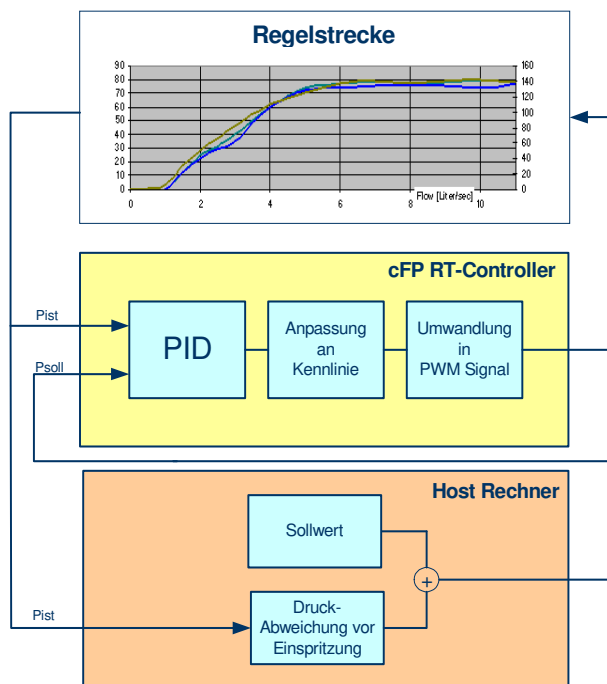 Regelstrecke
90
80
70
60
50
40
30
20
10
0
160
140
120
100
80
60
40
20
0
0 2 4 6 8 10
Flow [Liter/sec]
cFP RT-Controller
Pist
Psoll
PID
Anpassung
an
Kennlinie
Umwandlung
in
PWM Signal
Host Rechner
Sollwert
+
Pist
Druck-
Abweichung vor
Einspritzung